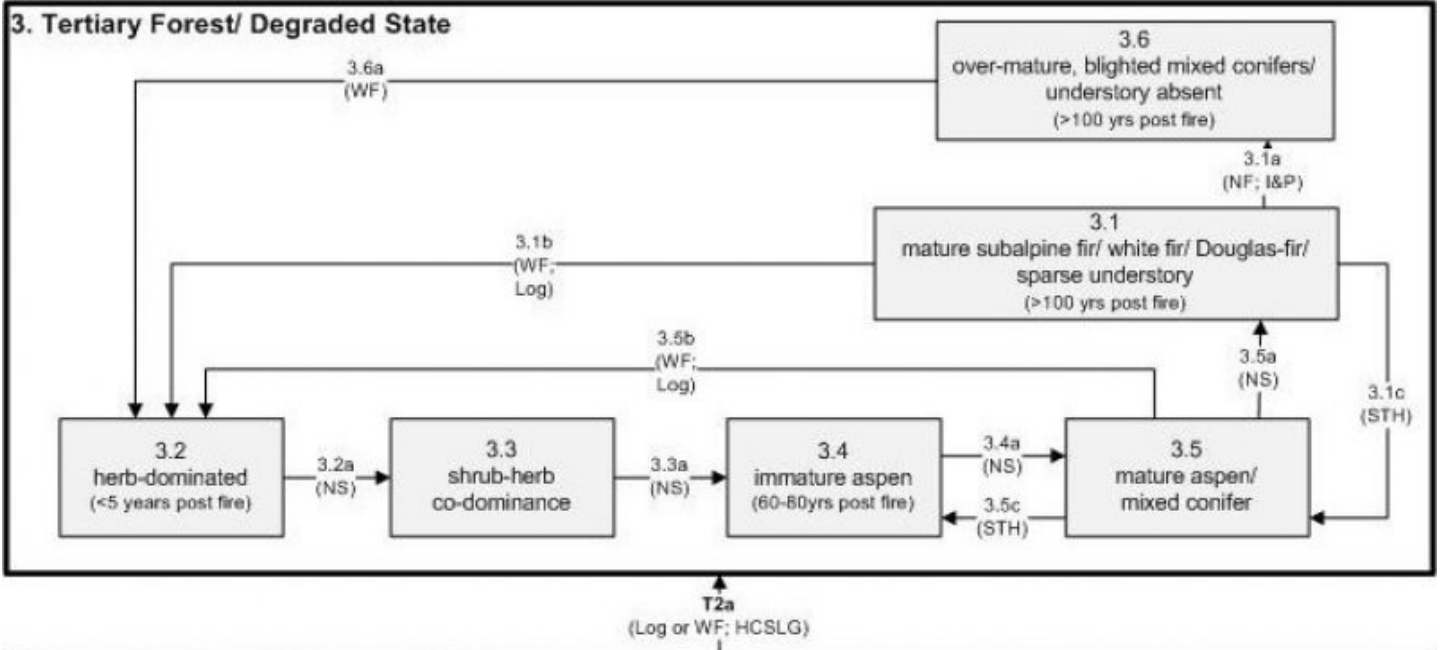 3. Tertiary Forest/ Degraded State
3.6
over-mature, blighted mixed conifers/
understory absent
(>100 yrs post fire)
3.6a
(WF)
3.1a
(NF; I&P)
3.1
mature subalpine fir/ white fir/ Douglas-fir/
sparse understory
(>100 yrs post fire)
3.1b
(WF;
Log)
3.5b
(WF;
Log)
3.5a
(NS)
3.1c
(STH)
3.2
herb-dominated
(<5 years post fire)
3.2a
(NS)
3.3
shrub-herb
co-dominance
3.3a
(NS)
3.4
immature aspen
(60-80yrs post fire)
3.4a
(NS)
3.5c
(STH)
3.5
mature aspen/
mixed conifer
T2a
(Log or WF; HCSLG)